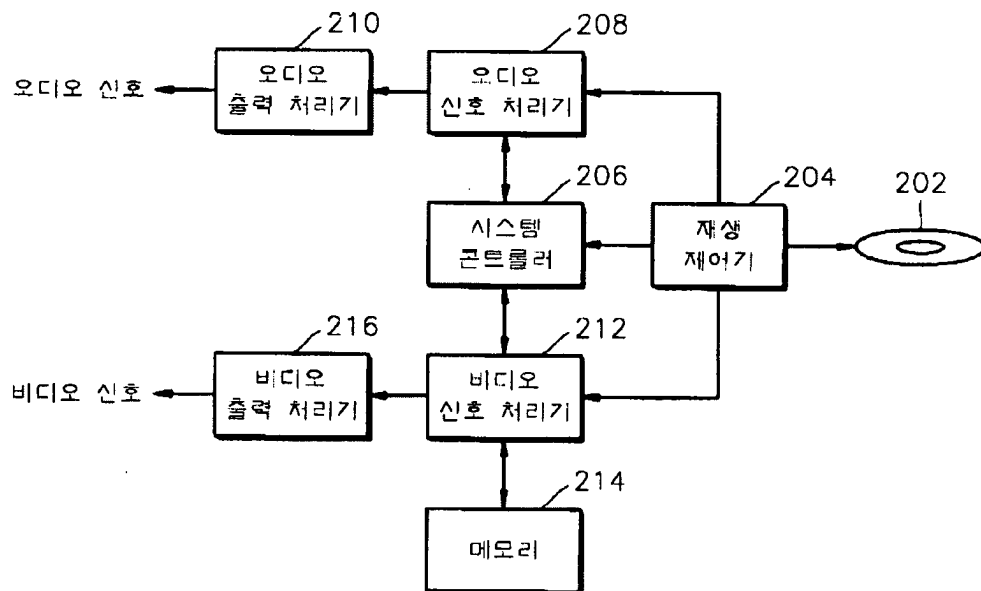 210
208
오디오 신호
오디오
출력 처리기
오디오
신호 처리기
206
204
202
시스템
콘트롤러
재생
제어기
216
212
비디오 신호
비디오
출력 처리기
비디오
신호 처리기
214
메모리